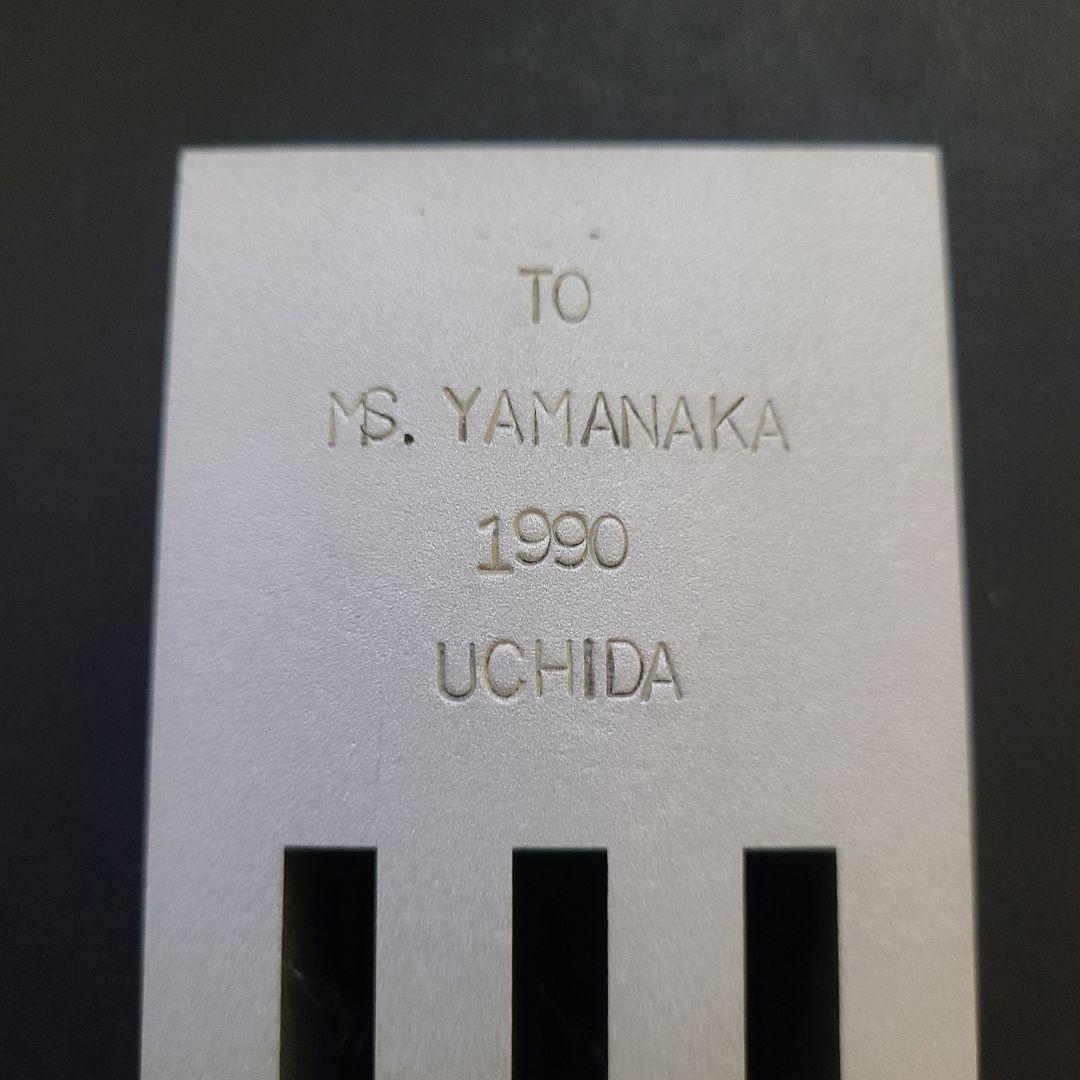 TO
MS. YAMANAKA
1990
UCHIDA